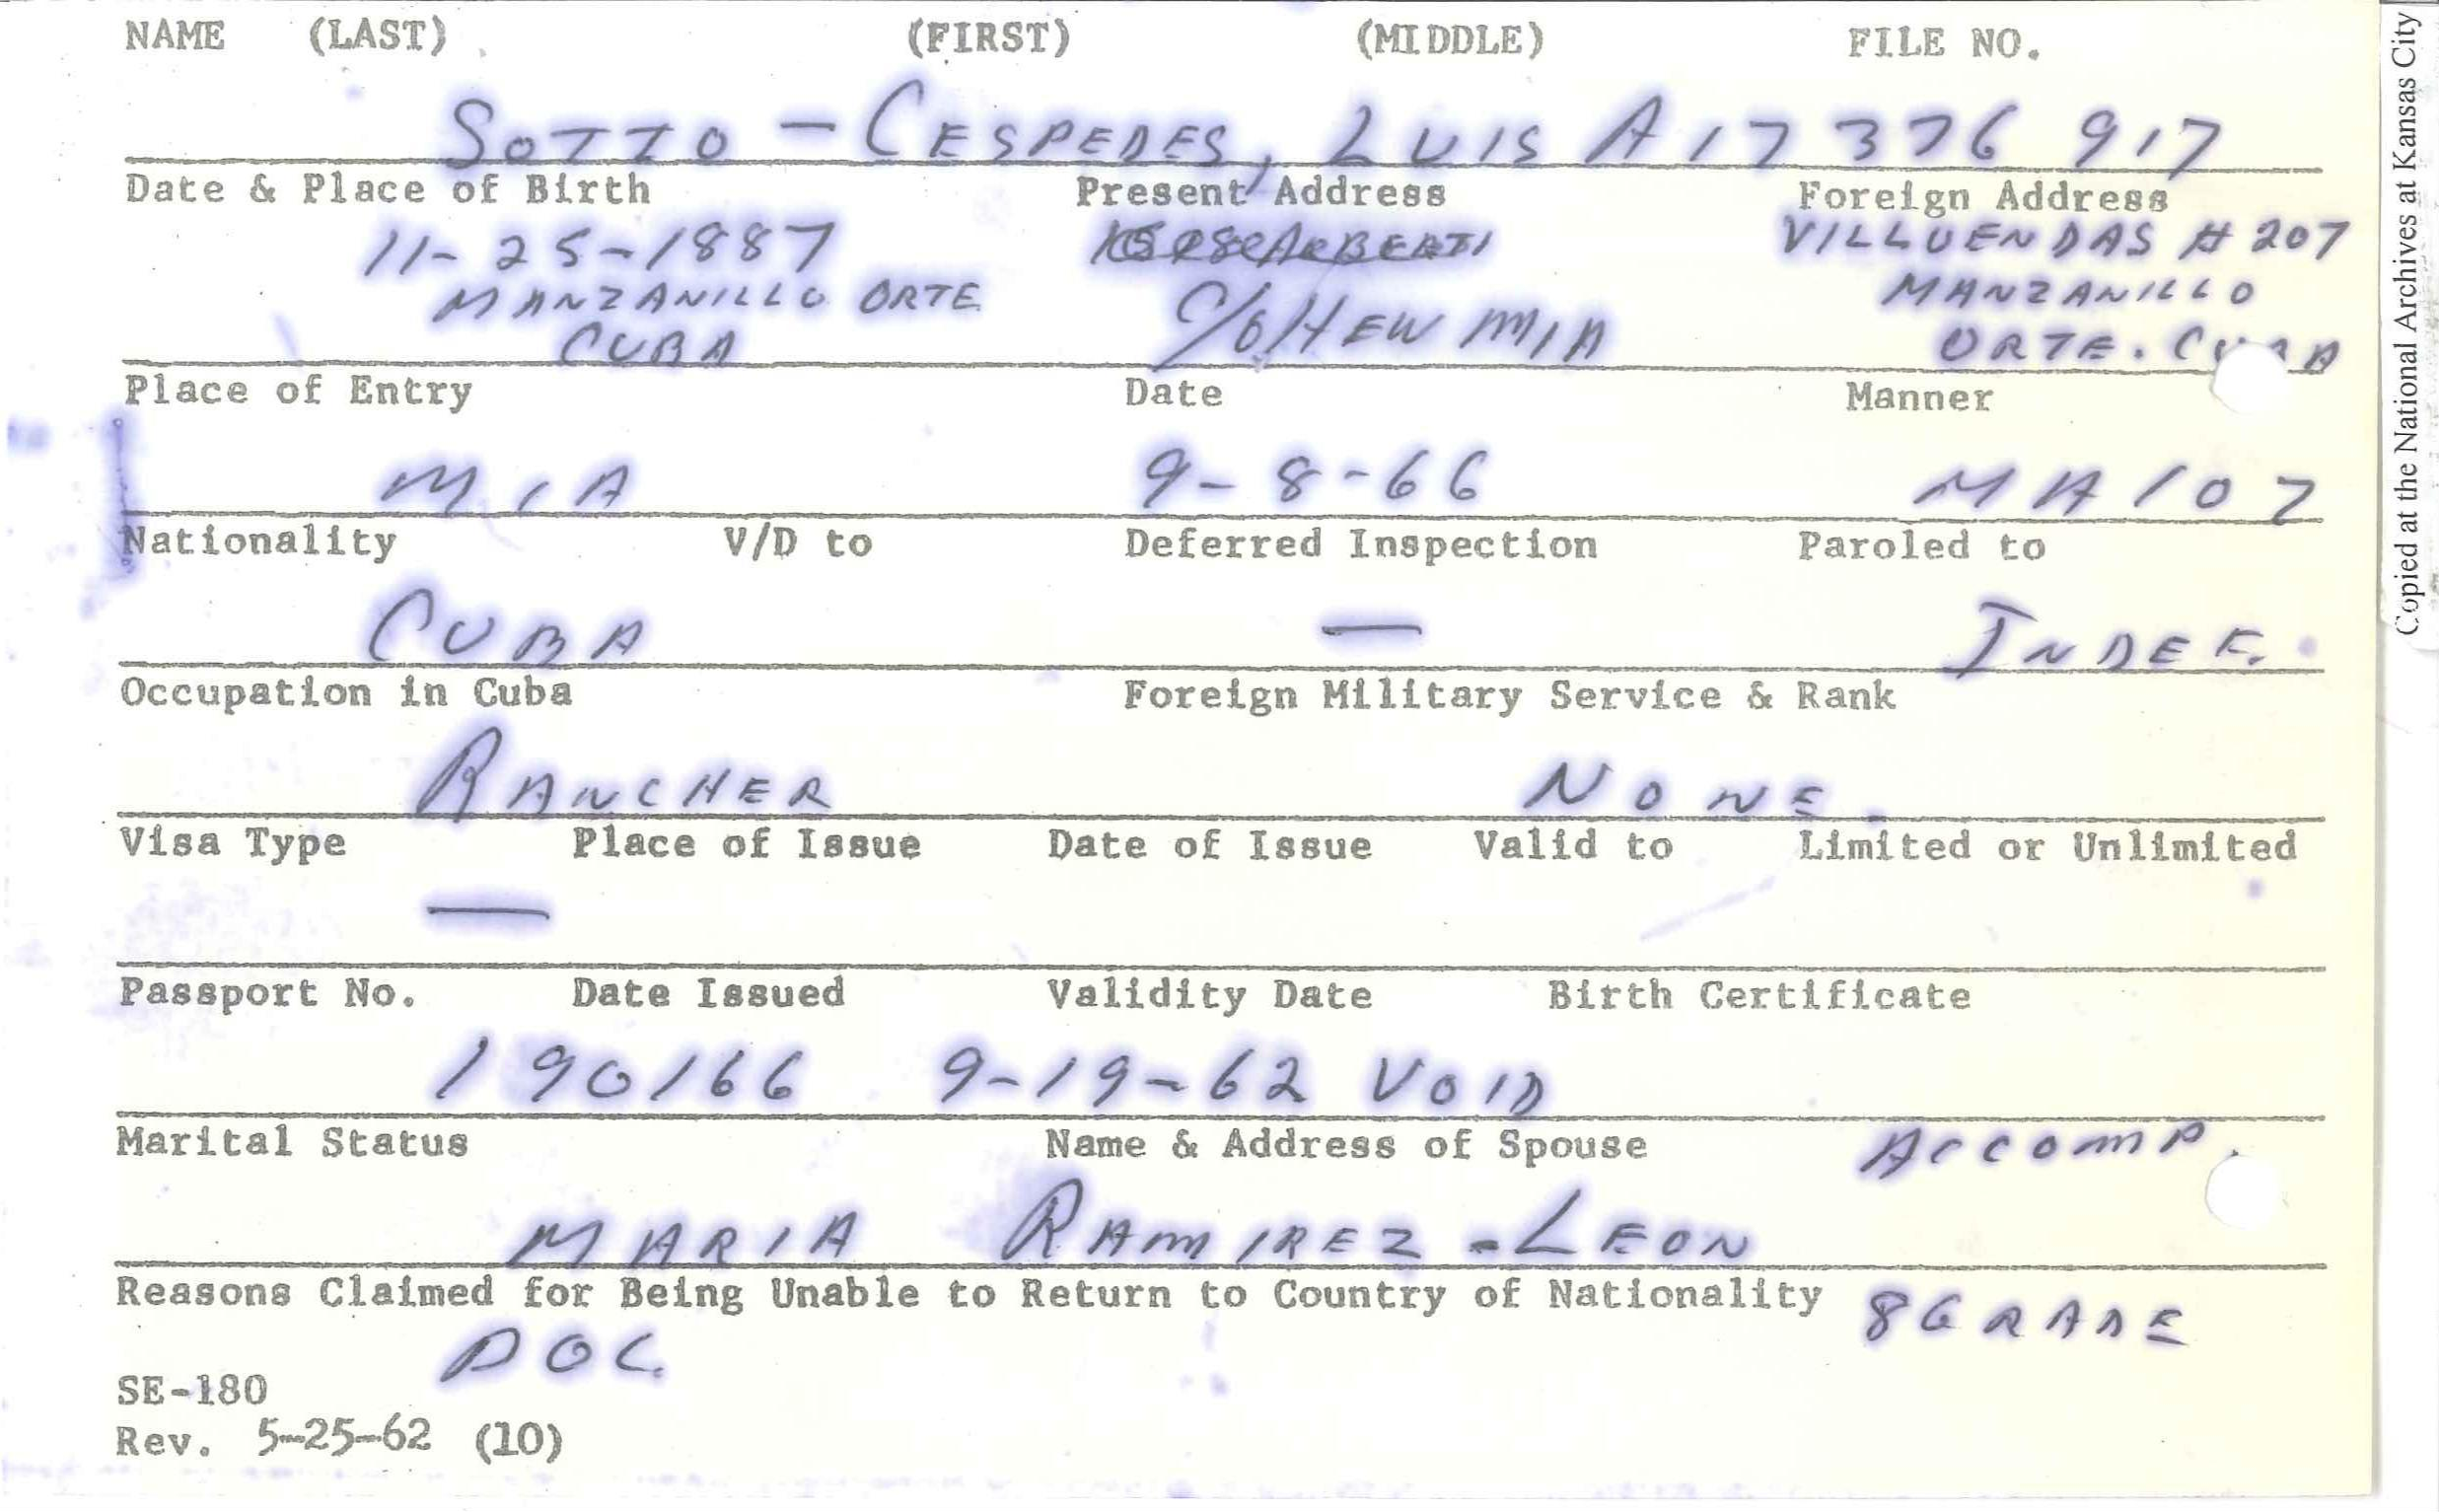 NAME (LAST) (FIRST) (MIDDLE) FILE NO.
SOTTO - CESPEDES, LUIS A17 376 917
Date & Place of Birth Present Address Foreign Address
11-25-1887 VILLUENDAS # 207
MANZANILLO ORTE MANZANILLO
CUBA C/O HEW MIA ORTE. CUBA
Place of Entry Date Manner
MIA 9-8-66 MA107
Nationality V/D to Deferred Inspection Paroled to
CUBA — INDEF.
Occupation in Cuba Foreign Military Service & Rank
RANCHER NONE
Visa Type Place of Issue Date of Issue Valid to Limited or Unlimited
—
Passport No. Date Issued Validity Date Birth Certificate
190166 9-19-62 VOID
Marital Status Name & Address of Spouse ACCOMP.
MARIA RAMIREZ-LEON
Reasons Claimed for Being Unable to Return to Country of Nationality 8 GRADE
POC.
SE-180
Rev. 5-25-62 (10)
Copied at the National Archives at Kansas City